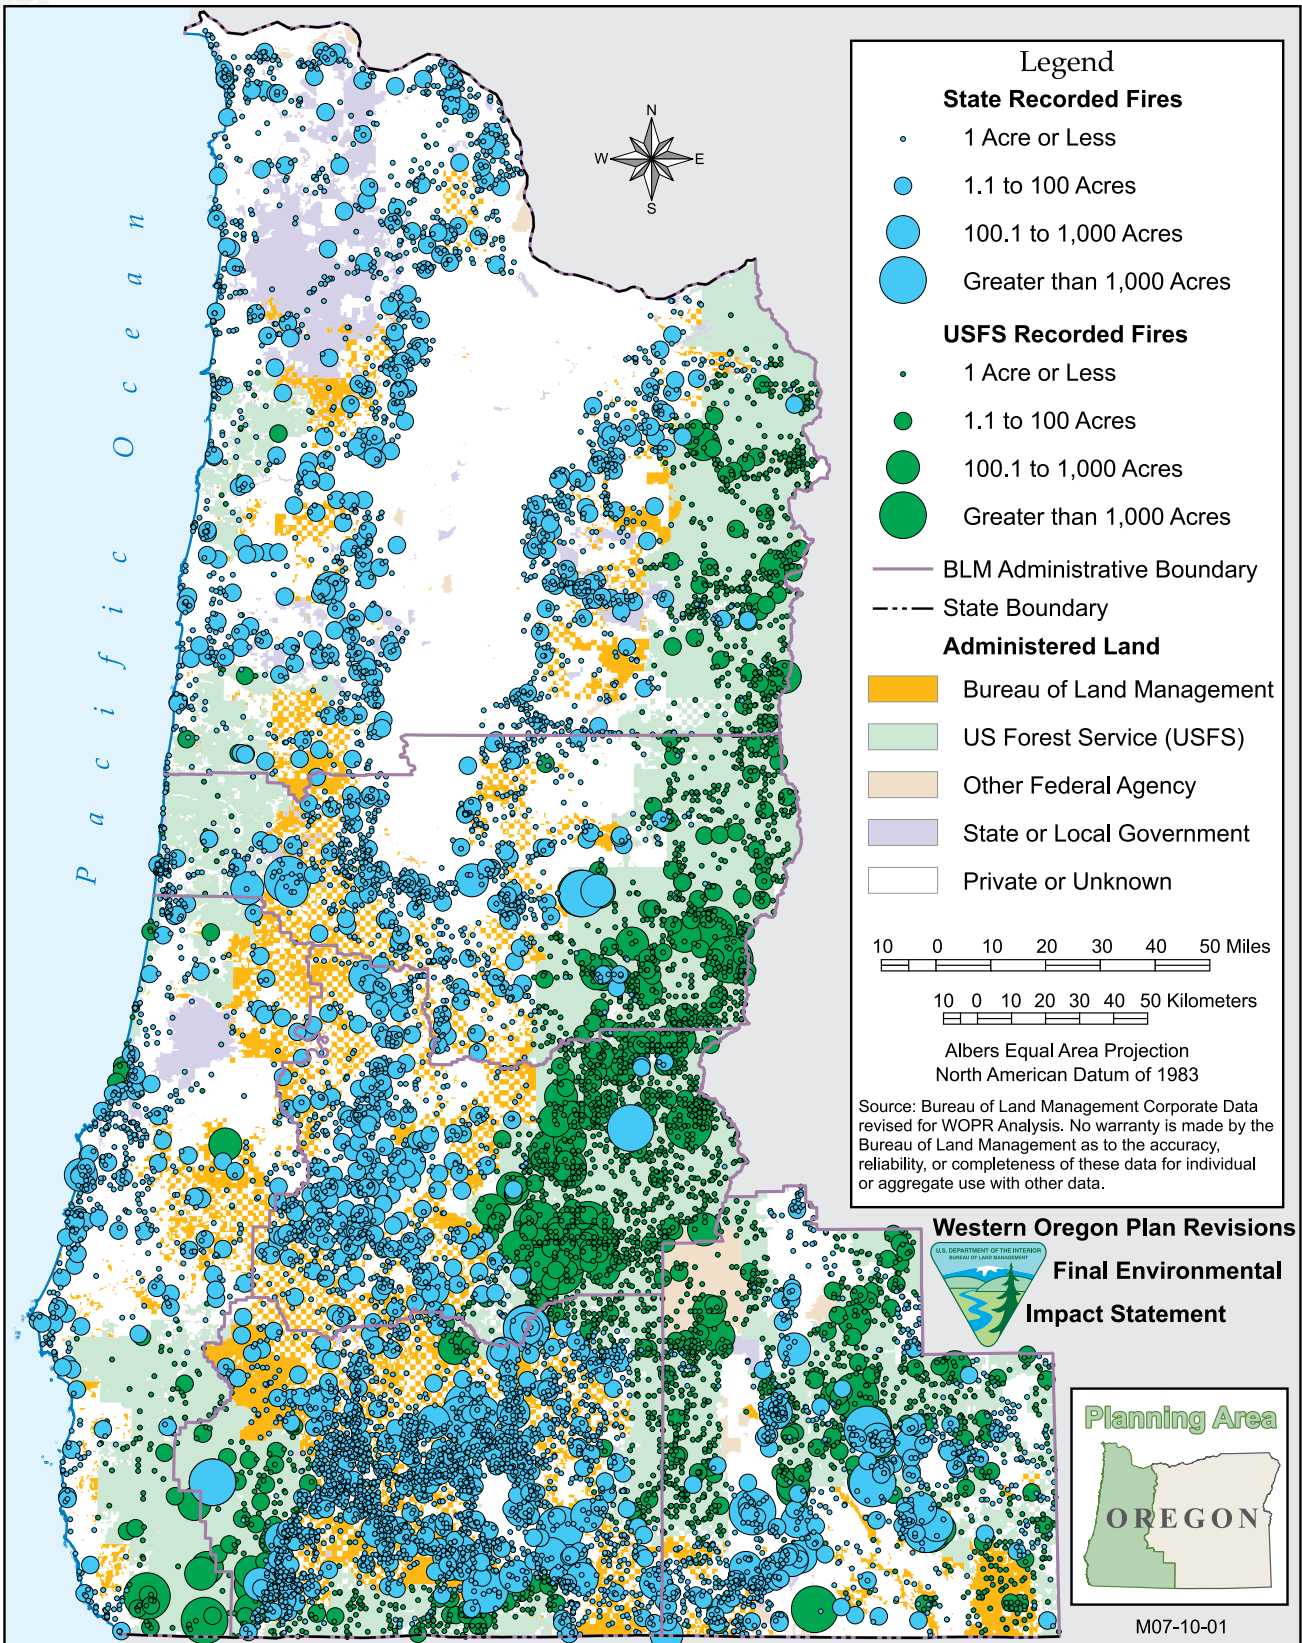 Pacific Ocean
N
W
E
S
Legend
State Recorded Fires
1 Acre or Less
1.1 to 100 Acres
100.1 to 1,000 Acres
Greater than 1,000 Acres
USFS Recorded Fires
1 Acre or Less
1.1 to 100 Acres
100.1 to 1,000 Acres
Greater than 1,000 Acres
BLM Administrative Boundary
State Boundary
Administered Land
Bureau of Land Management
US Forest Service (USFS)
Other Federal Agency
State or Local Government
Private or Unknown
10 0 10 20 30 40 50 Miles
10 0 10 20 30 40 50 Kilometers
Albers Equal Area Projection
North American Datum of 1983
Source: Bureau of Land Management Corporate Data
revised for WOPR Analysis. No warranty is made by the
Bureau of Land Management as to the accuracy,
reliability, or completeness of these data for individual
or aggregate use with other data.
Western Oregon Plan Revisions
Final Environmental
Impact Statement
U.S. DEPARTMENT OF THE INTERIOR
BUREAU OF LAND MANAGEMENT
Planning Area
OREGON
M07-10-01